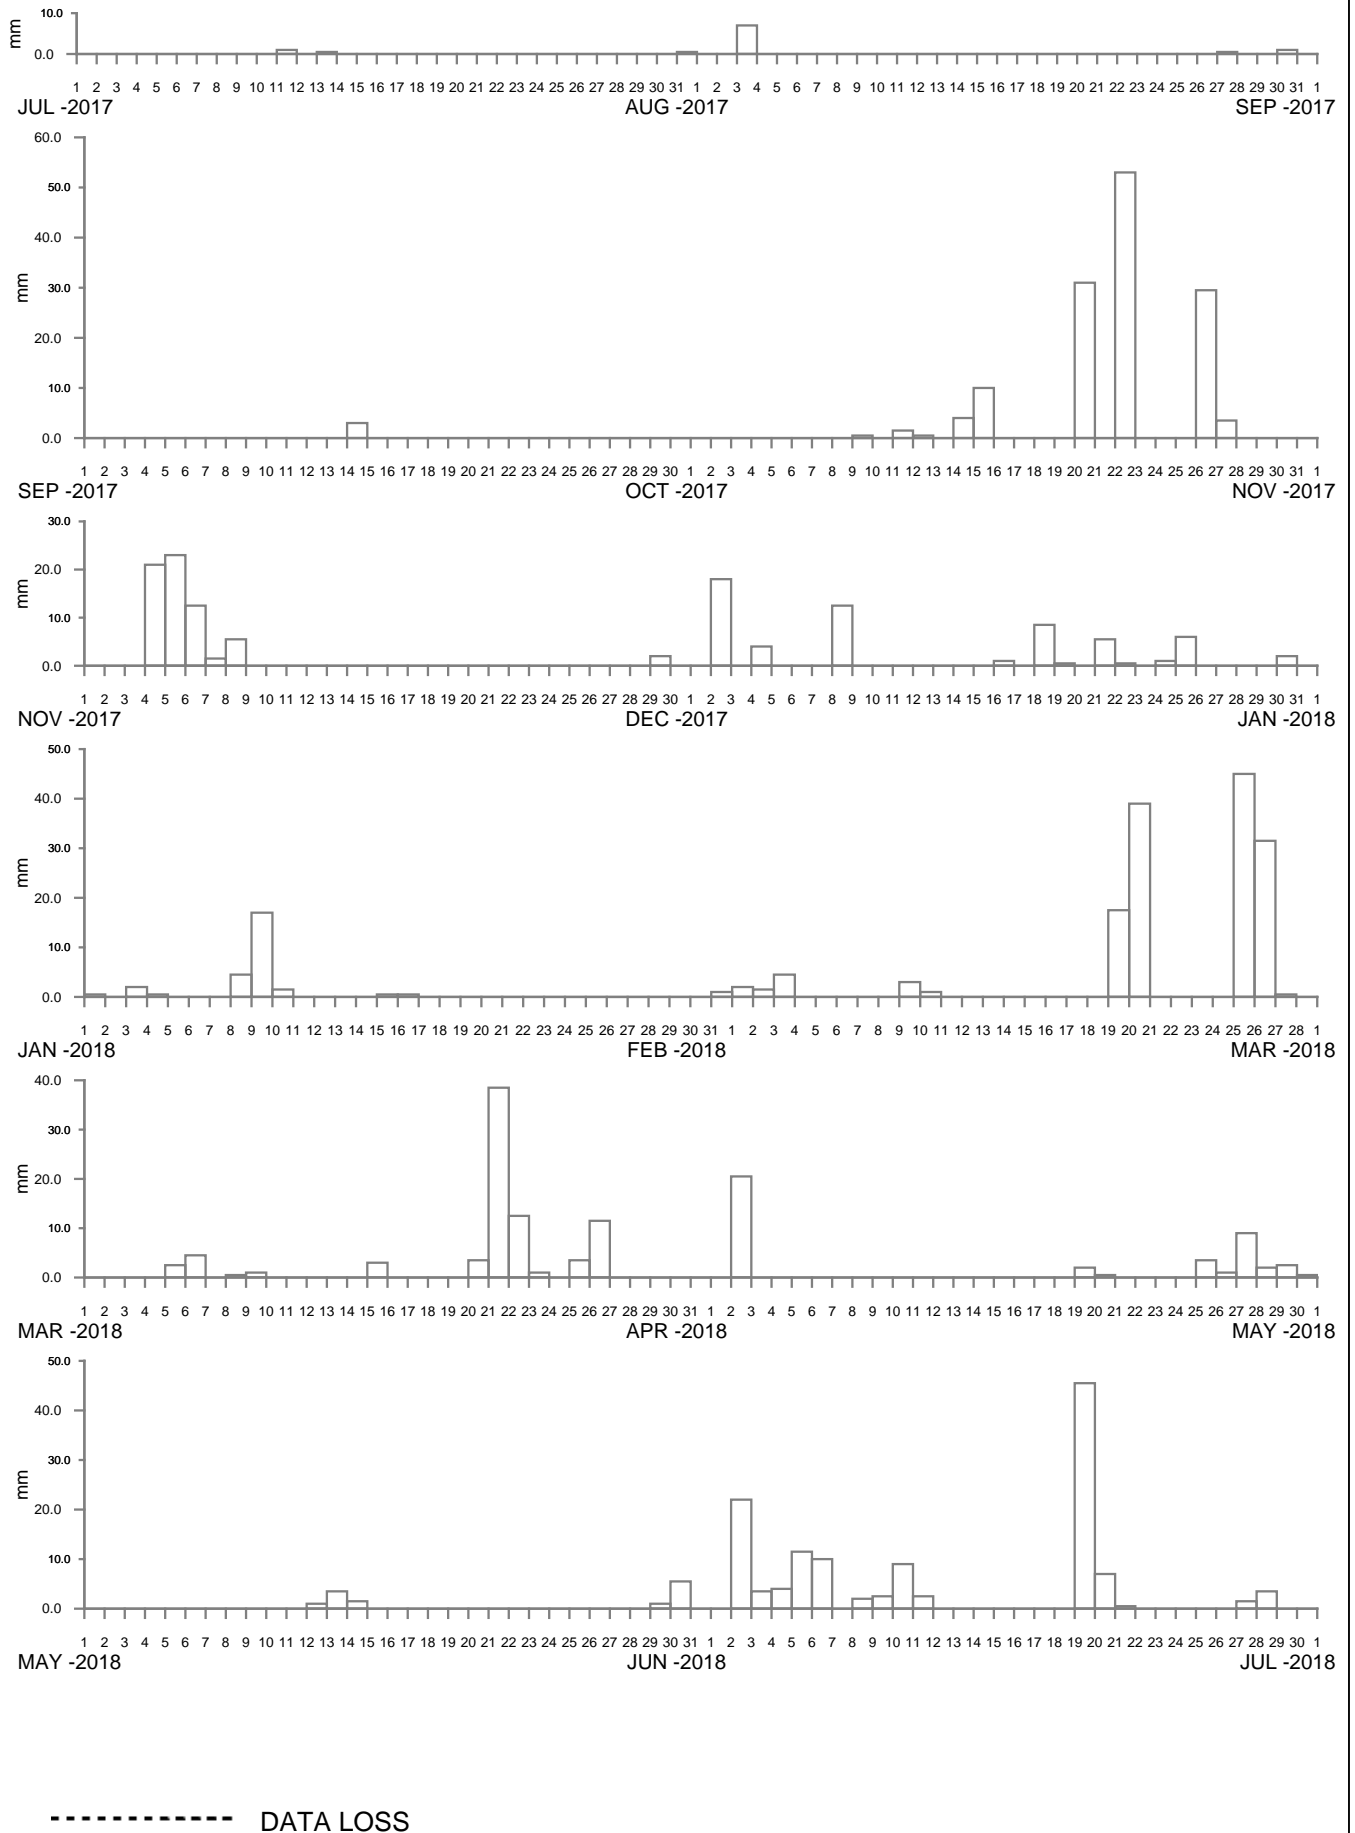 10.0
mm
0.0
1 2 3 4 5 6 7 8 9 10 11 12 13 14 15 16 17 18 19 20 21 22 23 24 25 26 27 28 29 30 31 1 2 3 4 5 6 7 8 9 10 11 12 13 14 15 16 17 18 19 20 21 22 23 24 25 26 27 28 29 30 31 1
JUL -2017 AUG -2017 SEP -2017
60.0
50.0
40.0
mm
30.0
20.0
10.0
0.0
1 2 3 4 5 6 7 8 9 10 11 12 13 14 15 16 17 18 19 20 21 22 23 24 25 26 27 28 29 30 1 2 3 4 5 6 7 8 9 10 11 12 13 14 15 16 17 18 19 20 21 22 23 24 25 26 27 28 29 30 31 1
SEP -2017 OCT -2017 NOV -2017
30.0
20.0
mm
10.0
0.0
1 2 3 4 5 6 7 8 9 10 11 12 13 14 15 16 17 18 19 20 21 22 23 24 25 26 27 28 29 30 1 2 3 4 5 6 7 8 9 10 11 12 13 14 15 16 17 18 19 20 21 22 23 24 25 26 27 28 29 30 31 1
NOV -2017 DEC -2017 JAN -2018
50.0
40.0
30.0
mm
20.0
10.0
0.0
1 2 3 4 5 6 7 8 9 10 11 12 13 14 15 16 17 18 19 20 21 22 23 24 25 26 27 28 29 30 31 1 2 3 4 5 6 7 8 9 10 11 12 13 14 15 16 17 18 19 20 21 22 23 24 25 26 27 28 1
JAN -2018 FEB -2018 MAR -2018
40.0
30.0
mm
20.0
10.0
0.0
1 2 3 4 5 6 7 8 9 10 11 12 13 14 15 16 17 18 19 20 21 22 23 24 25 26 27 28 29 30 31 1 2 3 4 5 6 7 8 9 10 11 12 13 14 15 16 17 18 19 20 21 22 23 24 25 26 27 28 29 30 1
MAR -2018 APR -2018 MAY -2018
50.0
40.0
30.0
mm
20.0
10.0
0.0
1 2 3 4 5 6 7 8 9 10 11 12 13 14 15 16 17 18 19 20 21 22 23 24 25 26 27 28 29 30 31 1 2 3 4 5 6 7 8 9 10 11 12 13 14 15 16 17 18 19 20 21 22 23 24 25 26 27 28 29 30 1
MAY -2018 JUN -2018 JUL -2018
DATA LOSS